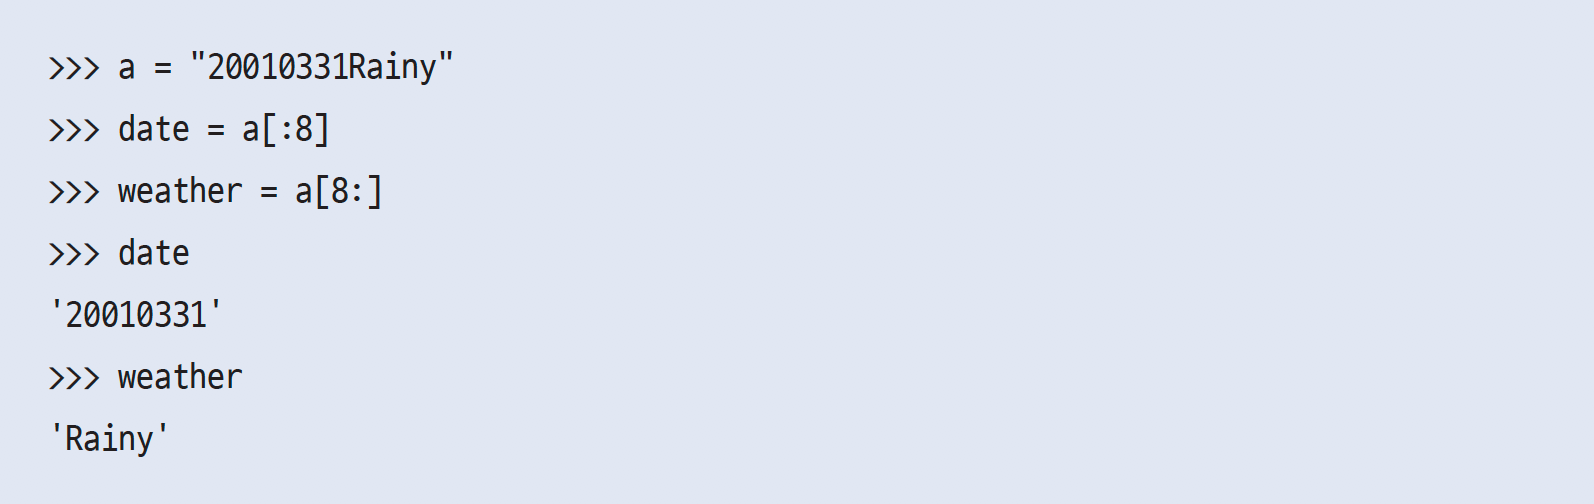 >>> a = "20010331Rainy"
>>> date = a[:8]
>>> weather = a[8:]
>>> date
'20010331'
>>> weather
'Rainy'